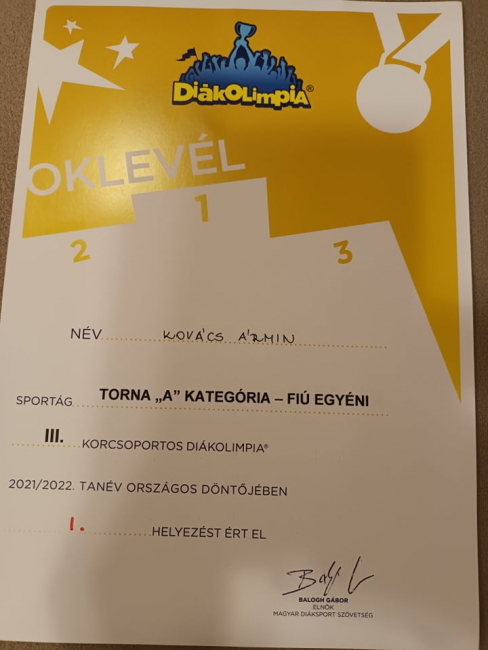 DiákOLimpiA®
OKLEVÉL
1
2
3
NÉV KOVÁCS ÁRMIN
SPORTÁG TORNA „A” KATEGÓRIA – FIÚ EGYÉNI
III. KORCSOPORTOS DIÁKOLIMPIA®
2021/2022. TANÉV ORSZÁGOS DÖNTŐJÉBEN
I. HELYEZÉST ÉRT EL
BALOGH GÁBOR
ELNÖK
MAGYAR DIÁKSPORT SZÖVETSÉG